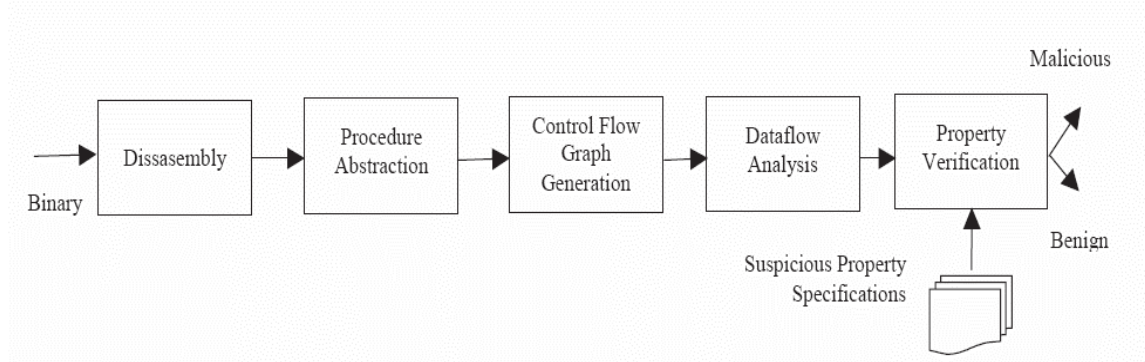 Malicious
Binary
Dissasembly
Procedure
Abstraction
Control Flow
Graph
Generation
Dataflow
Analysis
Property
Verification
Benign
Suspicious Property
Specifications